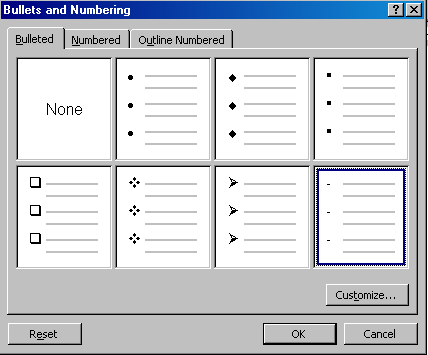 Bullets and Numbering
Bulleted Numbered Outline Numbered
None
Customize...
Reset OK Cancel